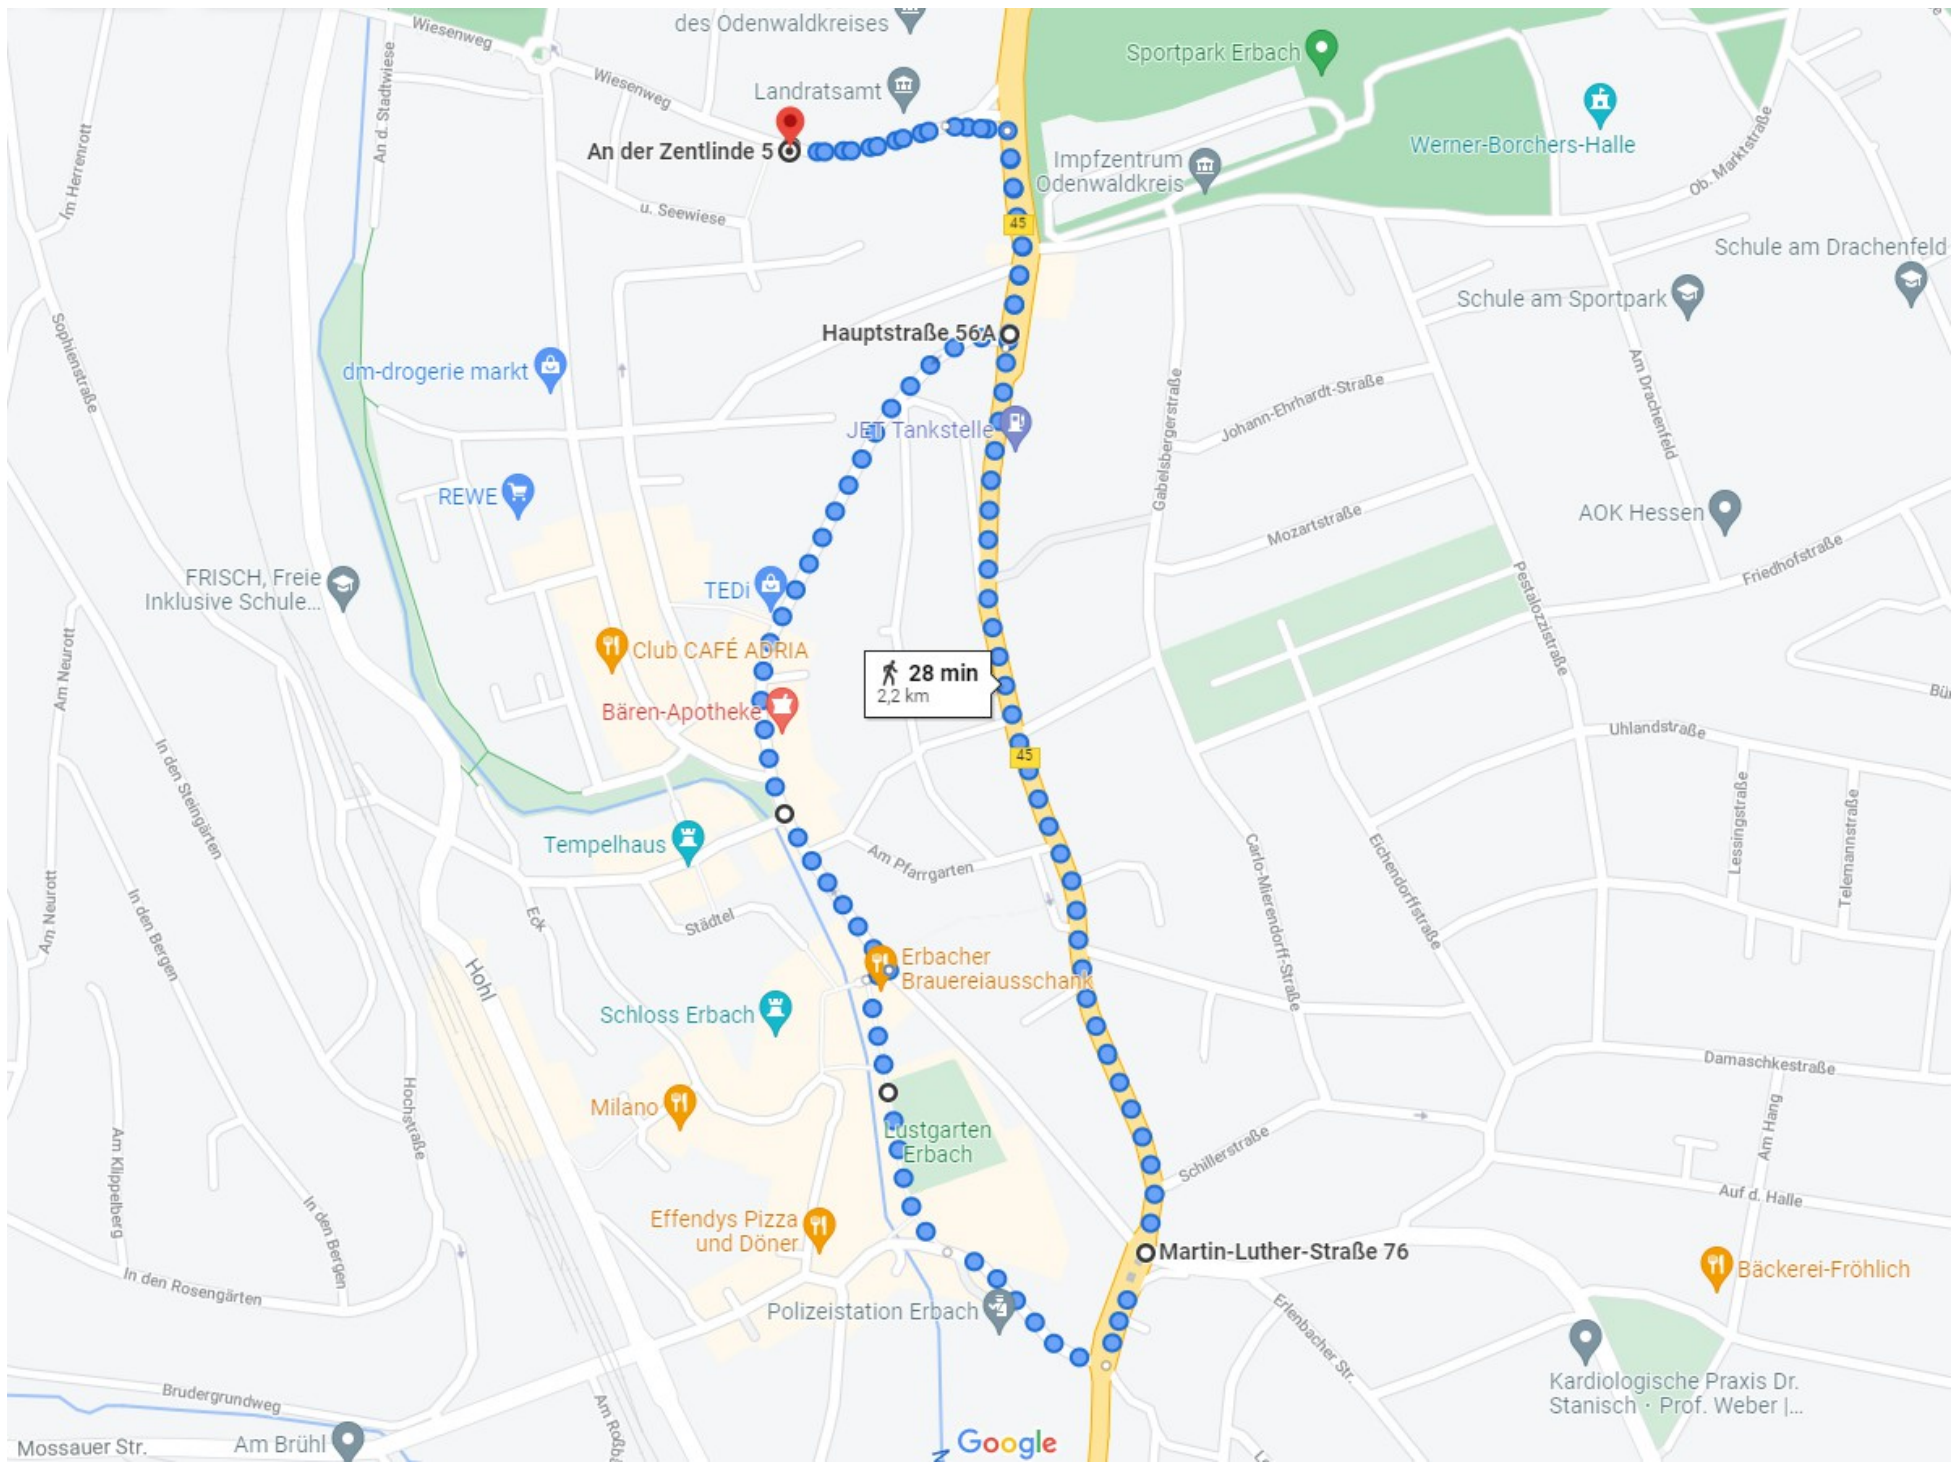 des Odenwaldkreises
Wiesenweg
Sportpark Erbach
An d. Stadtwiese
Wiesenweg
Landratsamt
Werner-Borchers-Halle
An der Zentlinde 5
Impfzentrum
Odenwaldkreis
Ob. Marktstraße
Im Herrenrott
u. Seewiese
45
Schule am Drachenfeld
Schule am Sportpark
Hauptstraße 56A
Sophienstraße
dm-drogerie markt
Johann-Ehrhardt-Straße
Am Drachenfeld
Gabelsbergerstraße
JET Tankstelle
REWE
Mozartstraße
AOK Hessen
Friedhofstraße
FRISCH, Freie
Inklusive Schule...
TEDi
Pestalozzistraße
Club CAFÉ ADRIA
Am Neurott
28 min
2,2 km
Bären-Apotheke
Uhlandstraße
45
In den Steingärten
Lessingstraße
Telemannstraße
Tempelhaus
Am Pfarrgarten
Carlo-Mierendorff-Straße
Eichendorffstraße
Am Neurott
In den Bergen
Eck
Städtel
Erbacher
Brauereiausschank
Hohl
Schloss Erbach
Damaschkestraße
Hochstraße
Milano
Lustgarten
Erbach
Am Hang
Schillerstraße
Am Klippelberg
Auf d. Halle
In den Bergen
Effendys Pizza
und Döner
Martin-Luther-Straße 76
Bäckerei-Fröhlich
In den Rosengärten
Polizeistation Erbach
Erlenbacher Str.
Kardiologische Praxis Dr.
Stanisch · Prof. Weber |...
Brudergrundweg
Mossauer Str.
Am Brühl
Google